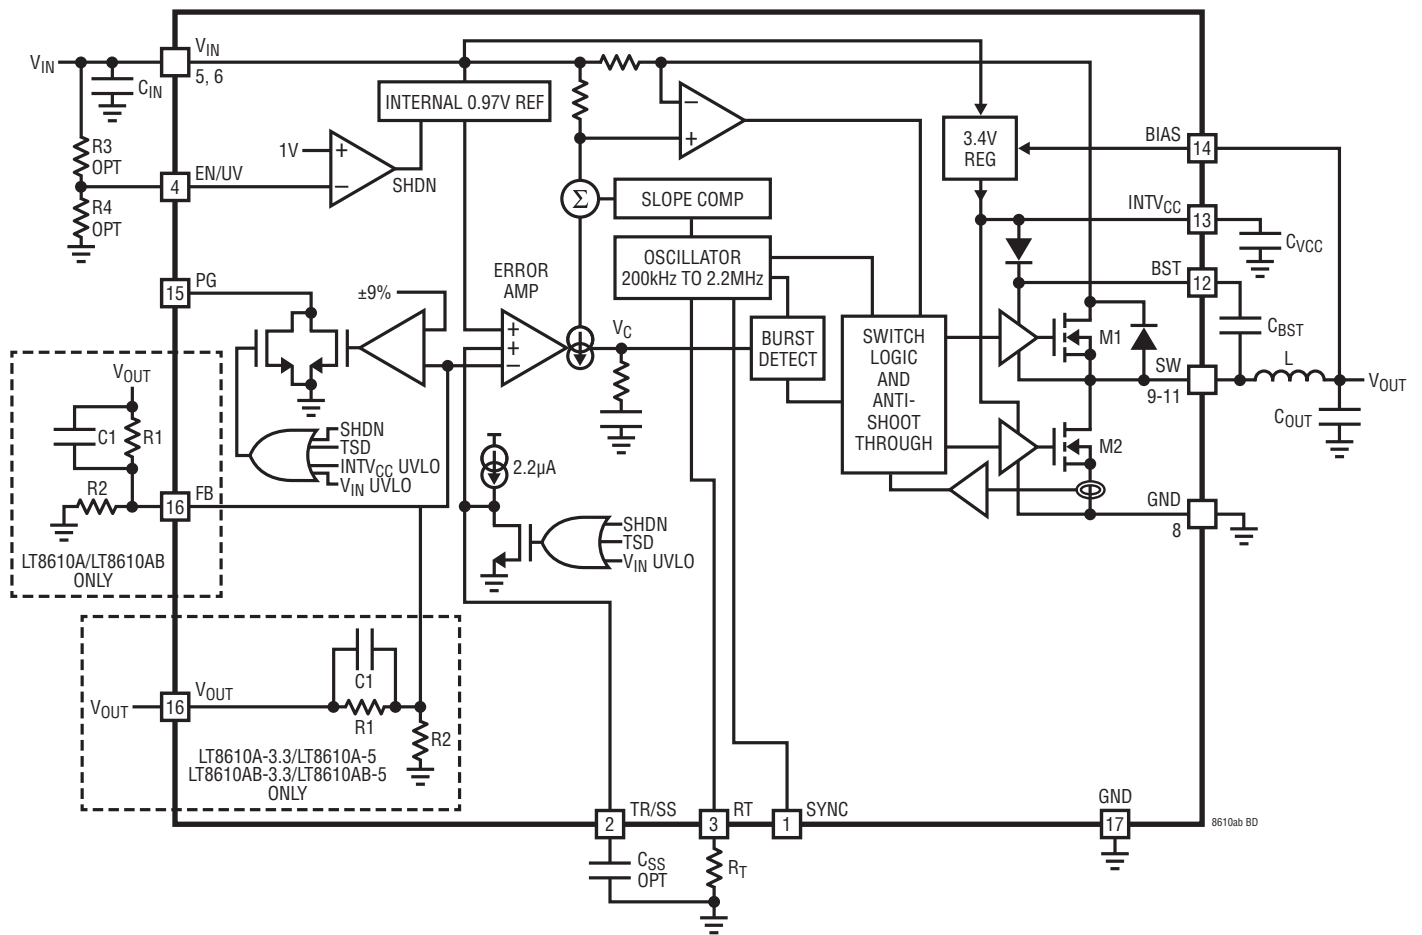 VIN
VIN
5, 6
CIN
R3
OPT
1V
+
−
SHDN
4
EN/UV
R4
OPT
INTERNAL 0.97V REF
−
+
3.4V
REG
BIAS
14
Σ
SLOPE COMP
OSCILLATOR
200kHz TO 2.2MHz
INTVCC
13
CVCC
BST
12
CBST
PG
15
±9%
ERROR
AMP
+
+
−
VC
BURST
DETECT
SWITCH
LOGIC
AND
ANTI-
SHOOT
THROUGH
M1
SW
9-11
L
VOUT
COUT
M2
GND
8
VOUT
C1
R1
R2
16
FB
LT8610A/LT8610AB
ONLY
SHDN
TSD
INTVCC UVLO
VIN UVLO
2.2µA
SHDN
TSD
VIN UVLO
VOUT
16
VOUT
C1
R1
R2
LT8610A-3.3/LT8610A-5
LT8610AB-3.3/LT8610AB-5
ONLY
2
TR/SS
3
RT
1
SYNC
GND
17
8610ab BD
CSS
OPT
RT